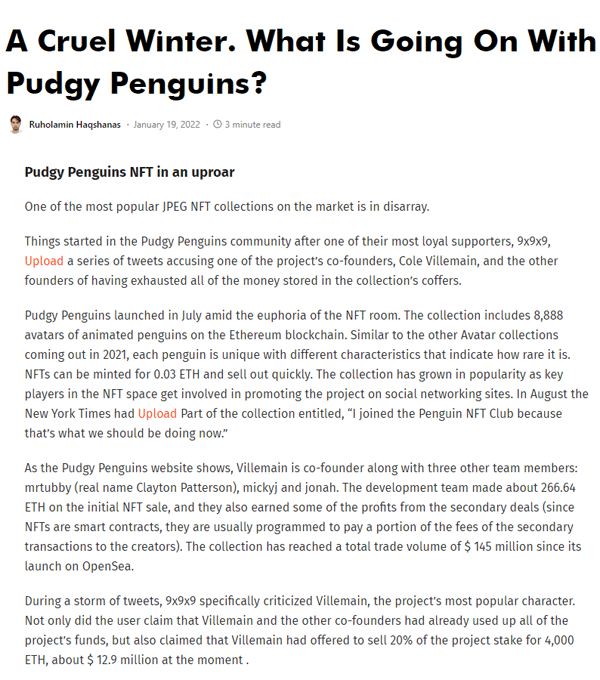 A Cruel Winter. What Is Going On With
Pudgy Penguins?
Ruholamin Haqshanas · January 19, 2022 · 3 minute read
Pudgy Penguins NFT in an uproar
One of the most popular JPEG NFT collections on the market is in disarray.
Things started in the Pudgy Penguins community after one of their most loyal supporters, 9x9x9,
Upload a series of tweets accusing one of the project's co-founders, Cole Villemain, and the other
founders of having exhausted all of the money stored in the collection's coffers.
Pudgy Penguins launched in July amid the euphoria of the NFT room. The collection includes 8,888
avatars of animated penguins on the Ethereum blockchain. Similar to the other Avatar collections
coming out in 2021, each penguin is unique with different characteristics that indicate how rare it is.
NFTs can be minted for 0.03 ETH and sell out quickly. The collection has grown in popularity as key
players in the NFT space get involved in promoting the project on social networking sites. In August the
New York Times had Upload Part of the collection entitled, “I joined the Penguin NFT Club because
that's what we should be doing now.”
As the Pudgy Penguins website shows, Villemain is co-founder along with three other team members:
mrtubby (real name Clayton Patterson), mickyj and jonah. The development team made about 266.64
ETH on the initial NFT sale, and they also earned some of the profits from the secondary deals (since
NFTs are smart contracts, they are usually programmed to pay a portion of the fees of the secondary
transactions to the creators). The collection has reached a total trade volume of $ 145 million since its
launch on OpenSea.
During a storm of tweets, 9x9x9 specifically criticized Villemain, the project's most popular character.
Not only did the user claim that Villemain and the other co-founders had already used up all of the
project's funds, but also claimed that Villemain had offered to sell 20% of the project stake for 4,000
ETH, about $ 12.9 million at the moment .